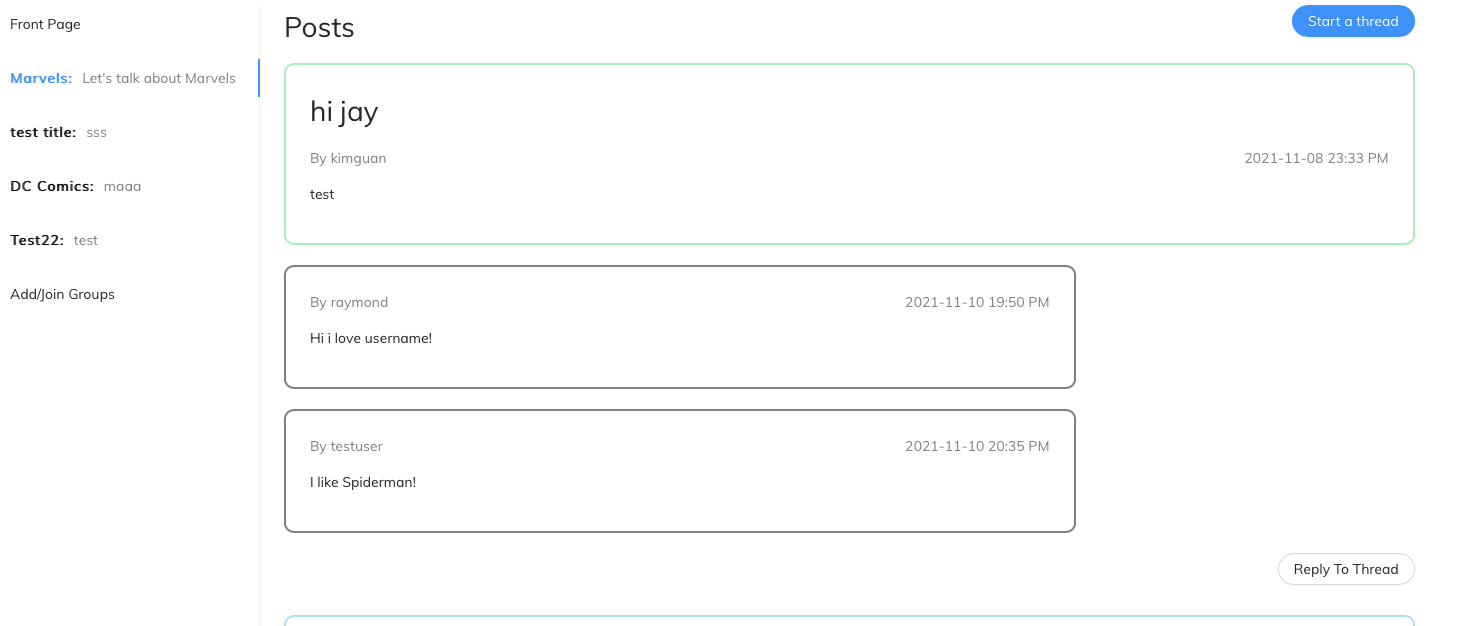 Front Page
Marvels: Let's talk about Marvels
test title: sss
DC Comics: maaa
Test22: test
Add/Join Groups
Posts
Start a thread
hi jay
By kimguan 2021-11-08 23:33 PM
test
By raymond 2021-11-10 19:50 PM
Hi i love username!
By testuser 2021-11-10 20:35 PM
I like Spiderman!
Reply To Thread